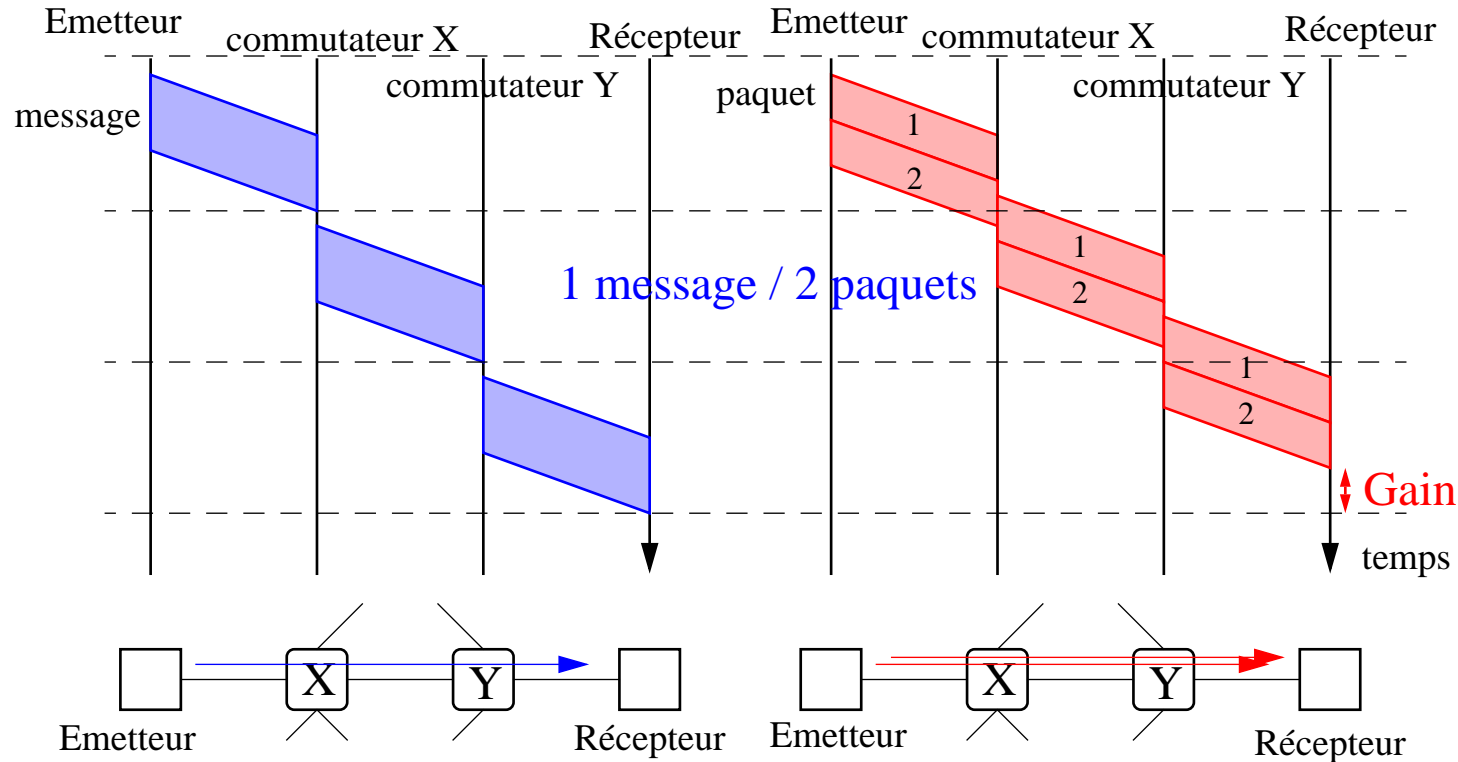 Emetteur
commutateur X
Récepteur
commutateur Y
message
Emetteur
commutateur X
Récepteur
commutateur Y
paquet
1
2
1
2
1
2
1 message / 2 paquets
Gain
temps
X
Y
Emetteur
Récepteur
X
Y
Emetteur
Récepteur